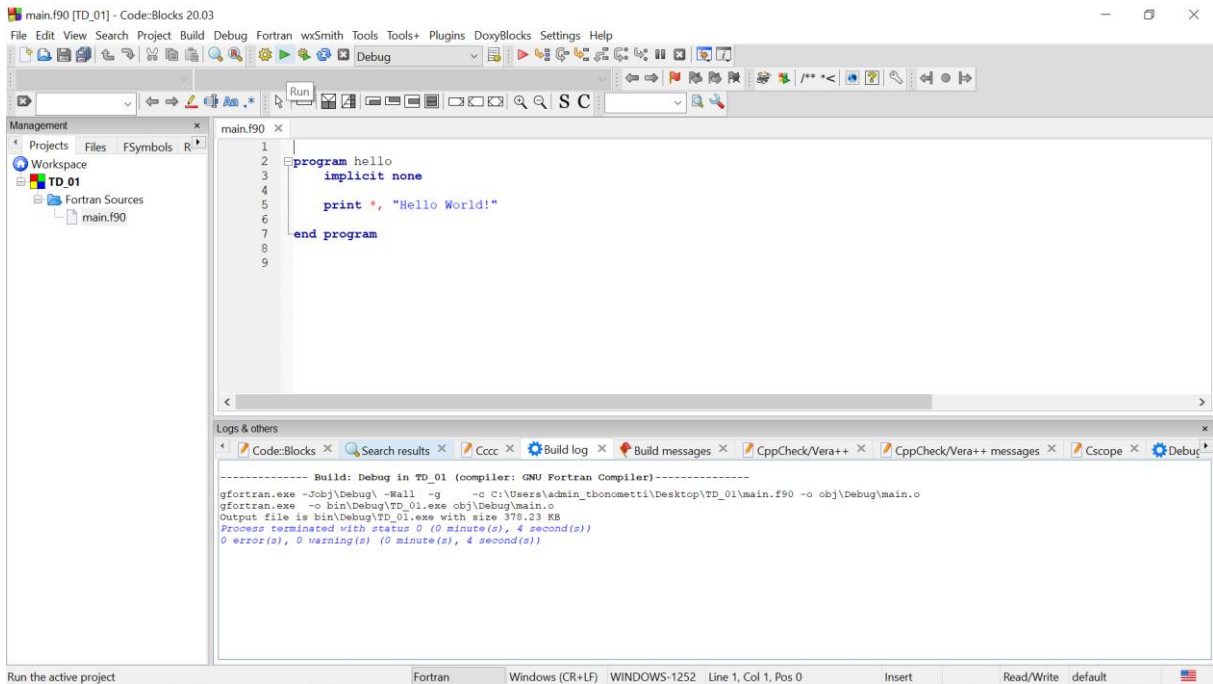 main.f90 [TD_01] - Code::Blocks 20.03
File Edit View Search Project Build Debug Fortran wxSmith Tools Tools+ Plugins DoxyBlocks Settings Help
Debug
/** *<
Run
Aa .* S C
Management
main.f90
Projects Files FSymbols R
Workspace
TD_01
Fortran Sources
main.f90
1
2 program hello
3 implicit none
4
5 print *, "Hello World!"
6
7 end program
8
9
Logs & others
Code::Blocks Search results Cccc Build log Build messages CppCheck/Vera++ CppCheck/Vera++ messages Cscope Debug
-------------- Build: Debug in TD_01 (compiler: GNU Fortran Compiler)---------------
gfortran.exe -Jobj\Debug\ -Wall -g -c C:\Users\admin_tbonometti\Desktop\TD_01\main.f90 -o obj\Debug\main.o
gfortran.exe -o bin\Debug\TD_01.exe obj\Debug\main.o
Output file is bin\Debug\TD_01.exe with size 378.23 KB
Process terminated with status 0 (0 minute(s), 4 second(s))
0 error(s), 0 warning(s) (0 minute(s), 4 second(s))
Run the active project Fortran Windows (CR+LF) WINDOWS-1252 Line 1, Col 1, Pos 0 Insert Read/Write default